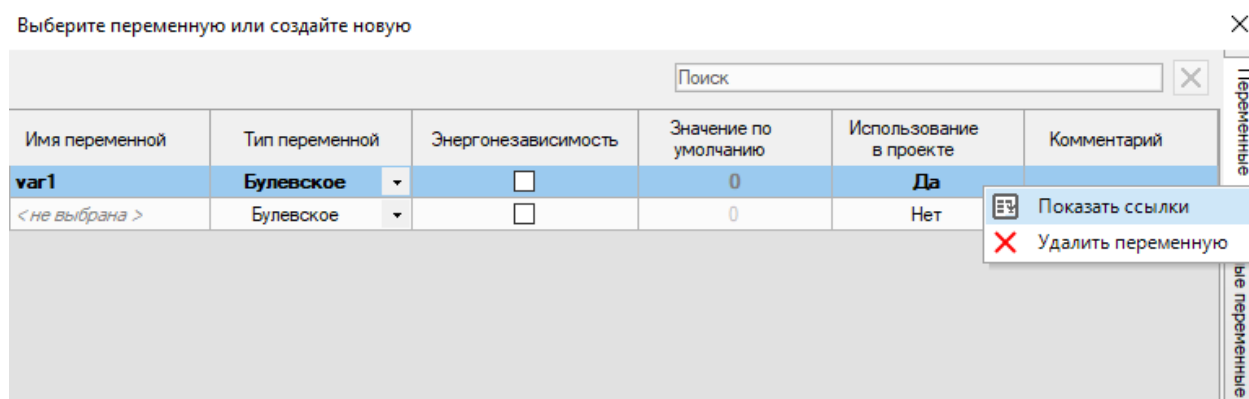 Выберите переменную или создайте новую
Поиск
Имя переменной
Тип переменной
Энергонезависимость
Значение по
умолчанию
Использование
в проекте
Комментарий
var1
Булевское
0
Да
<не выбрана>
Булевское
0
Нет
Показать ссылки
Удалить переменную
Переменные
ые переменные